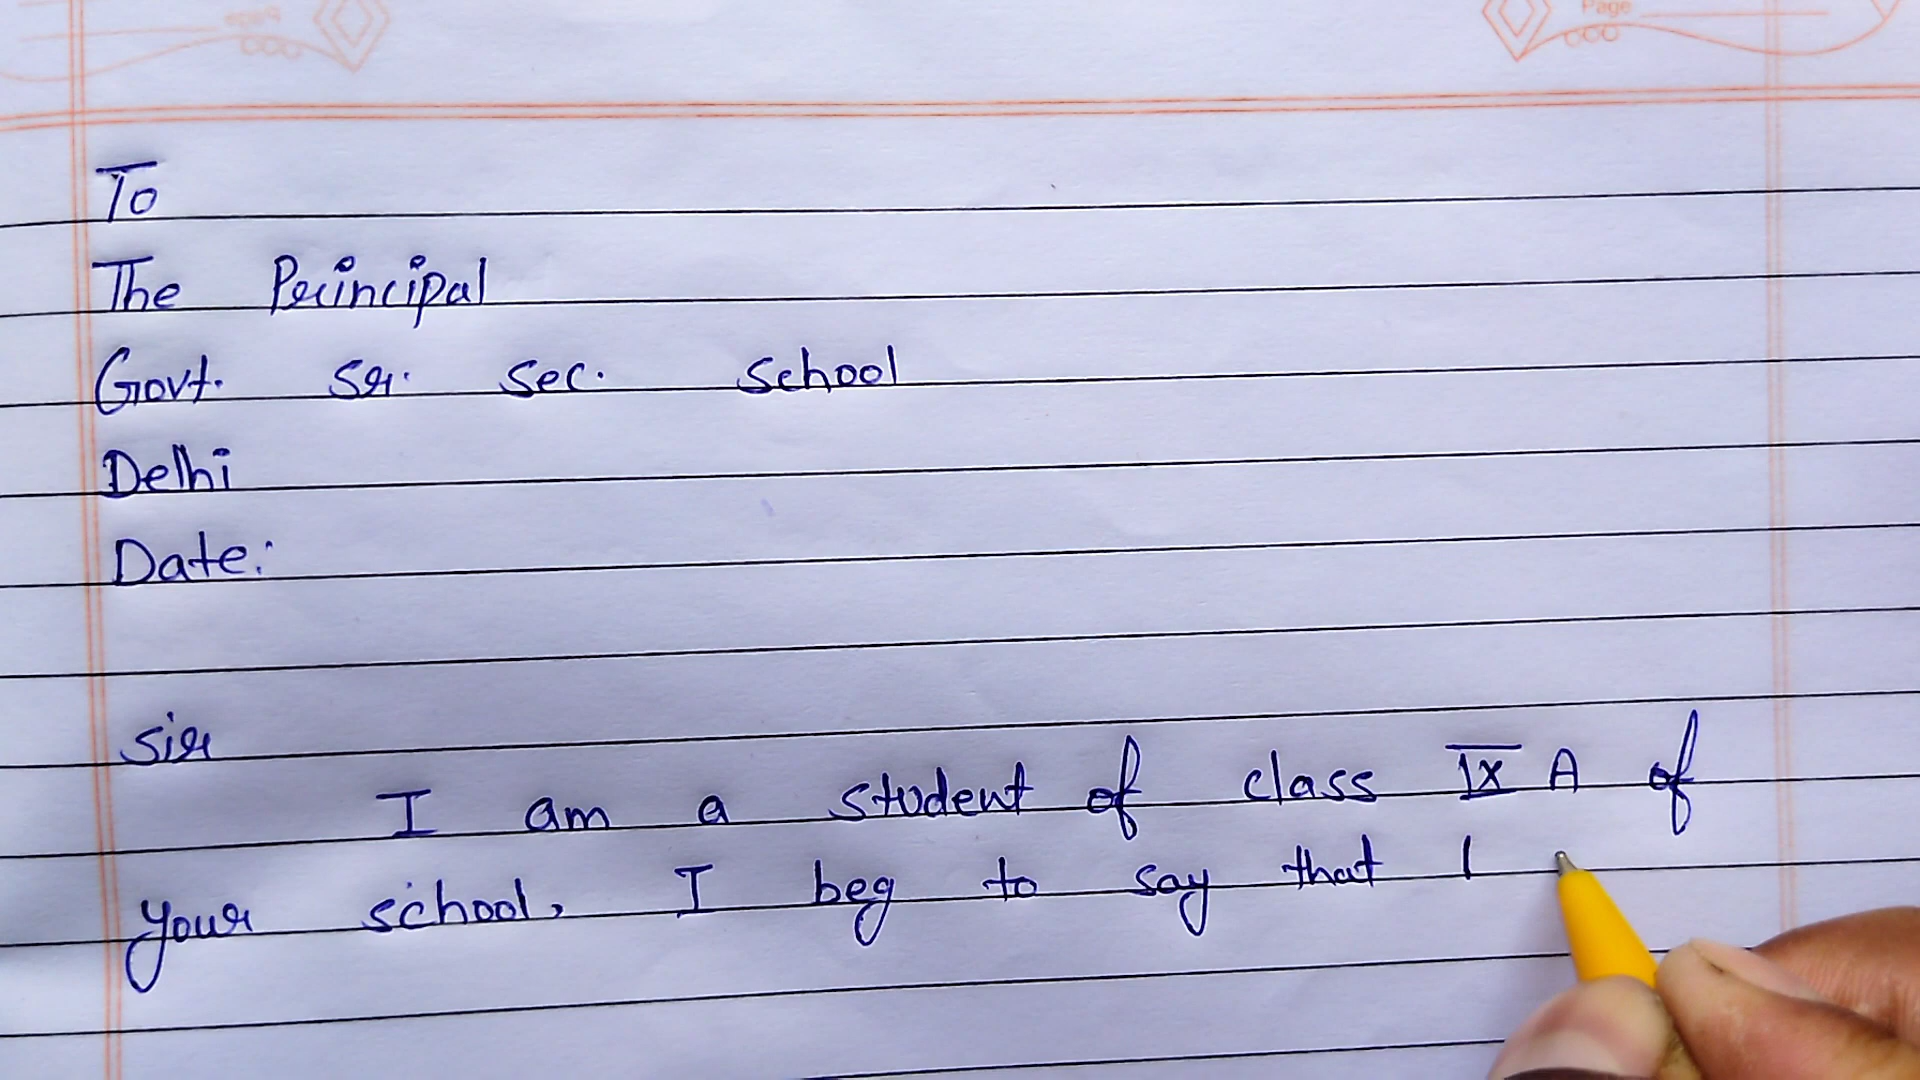 Page
To
The Principal
Govt. Sr. Sec. School
Delhi
Date:
Sir
I am a student of class IX A of
your school, I beg to say that I